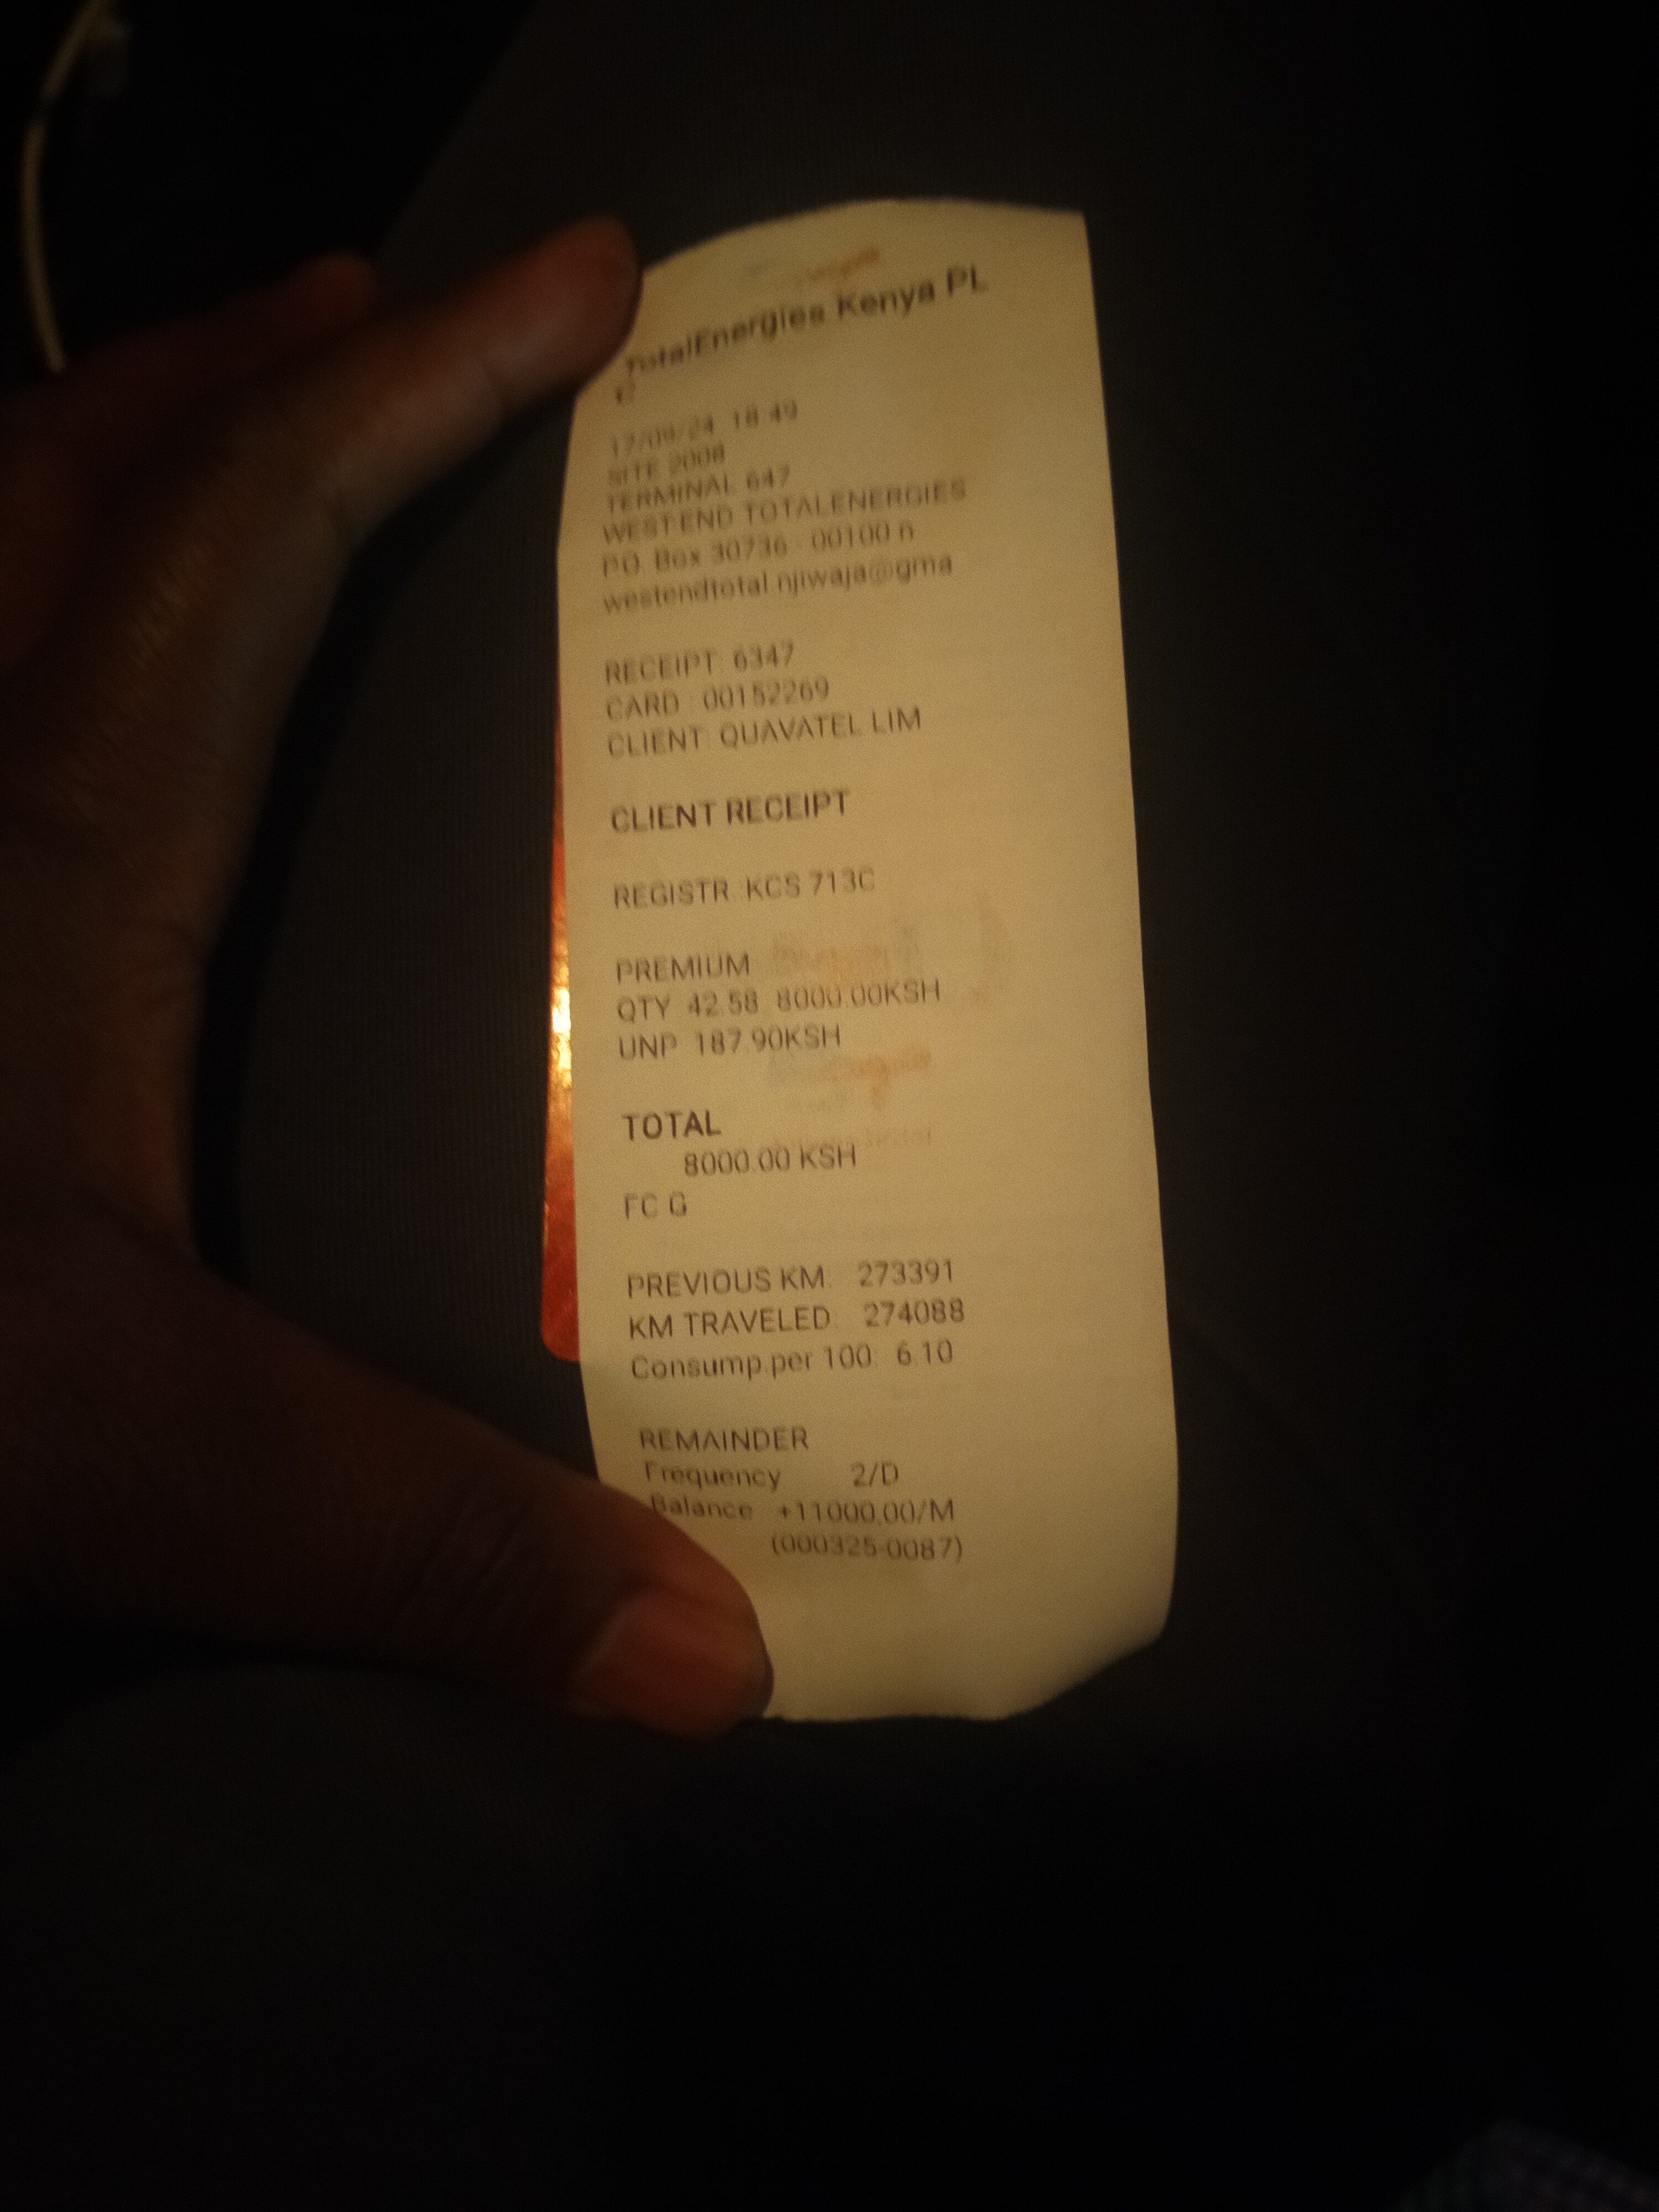 TotalEnergies Kenya PL
C
17/09/24 18:49
SITE 2008
TERMINAL 647
WESTEND TOTALENERGIES
P.O. Box 30736 - 00100 n
westendtotal.njiwaja@gma
RECEIPT: 6347
CARD : 00152269
CLIENT: QUAVATEL LIM
CLIENT RECEIPT
REGISTR. KCS 713C
PREMIUM
QTY 42.58 8000.00KSH
UNP 187.90KSH
TOTAL
8000.00 KSH
FC G
PREVIOUS KM: 273391
KM TRAVELED: 274088
Consump.per 100: 6.10
REMAINDER
Frequency 2/D
Balance +11000,00/M
(000325-0087)